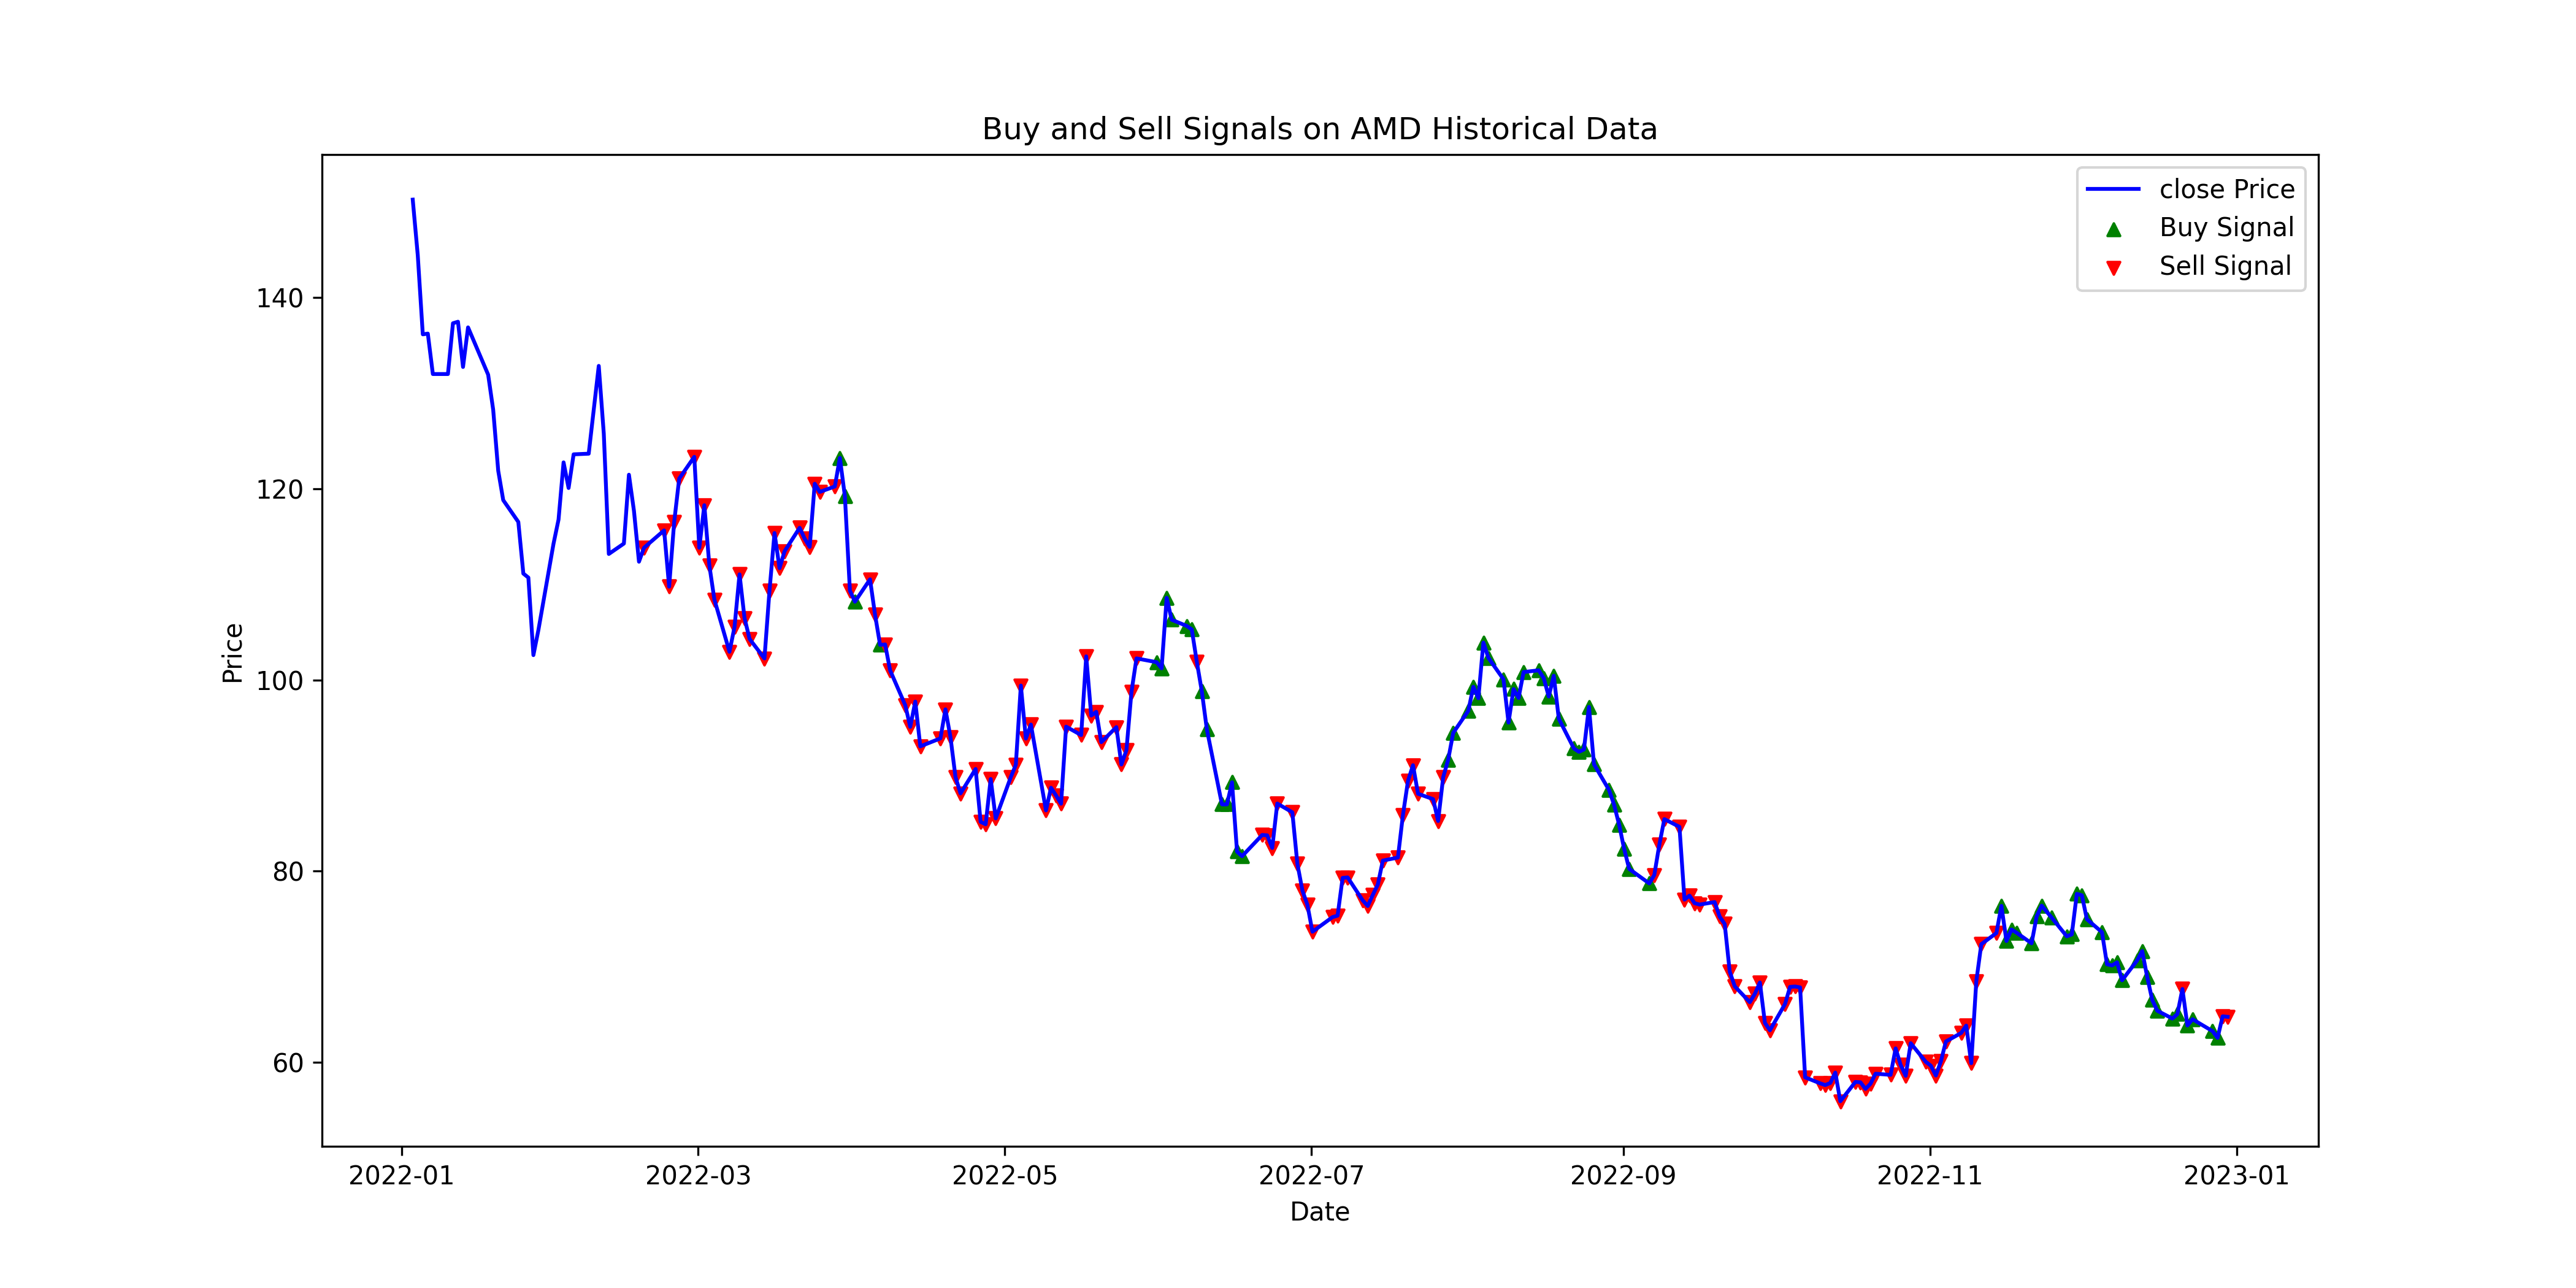 Buy and Sell Signals on AMD Historical Data
close Price
Buy Signal
Sell Signal
Price
140
120
100
80
60
2022-01 2022-03 2022-05 2022-07 2022-09 2022-11 2023-01
Date